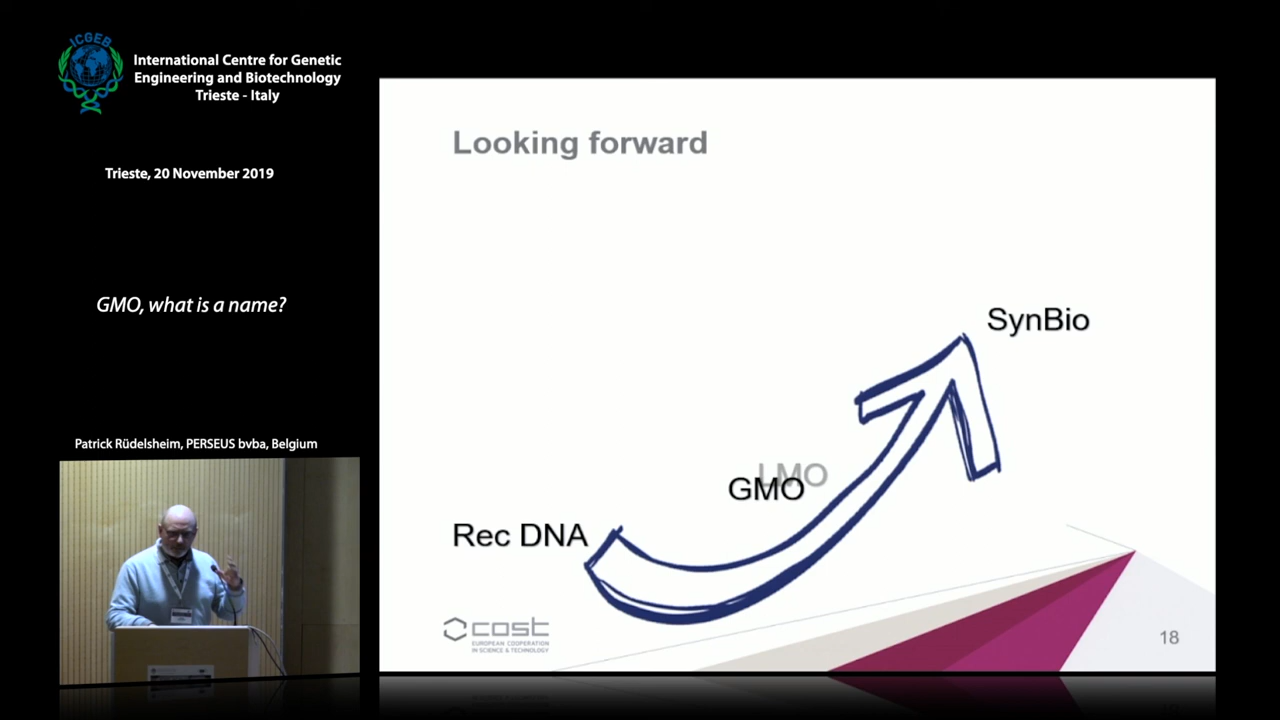 ICGEB
International Centre for Genetic
Engineering and Biotechnology
Trieste - Italy
Trieste, 20 November 2019
GMO, what is a name?
Patrick Rüdelsheim, PERSEUS bvba, Belgium
Looking forward
SynBio
LMO
GMO
Rec DNA
cost
EUROPEAN COOPERATION
IN SCIENCE & TECHNOLOGY
18